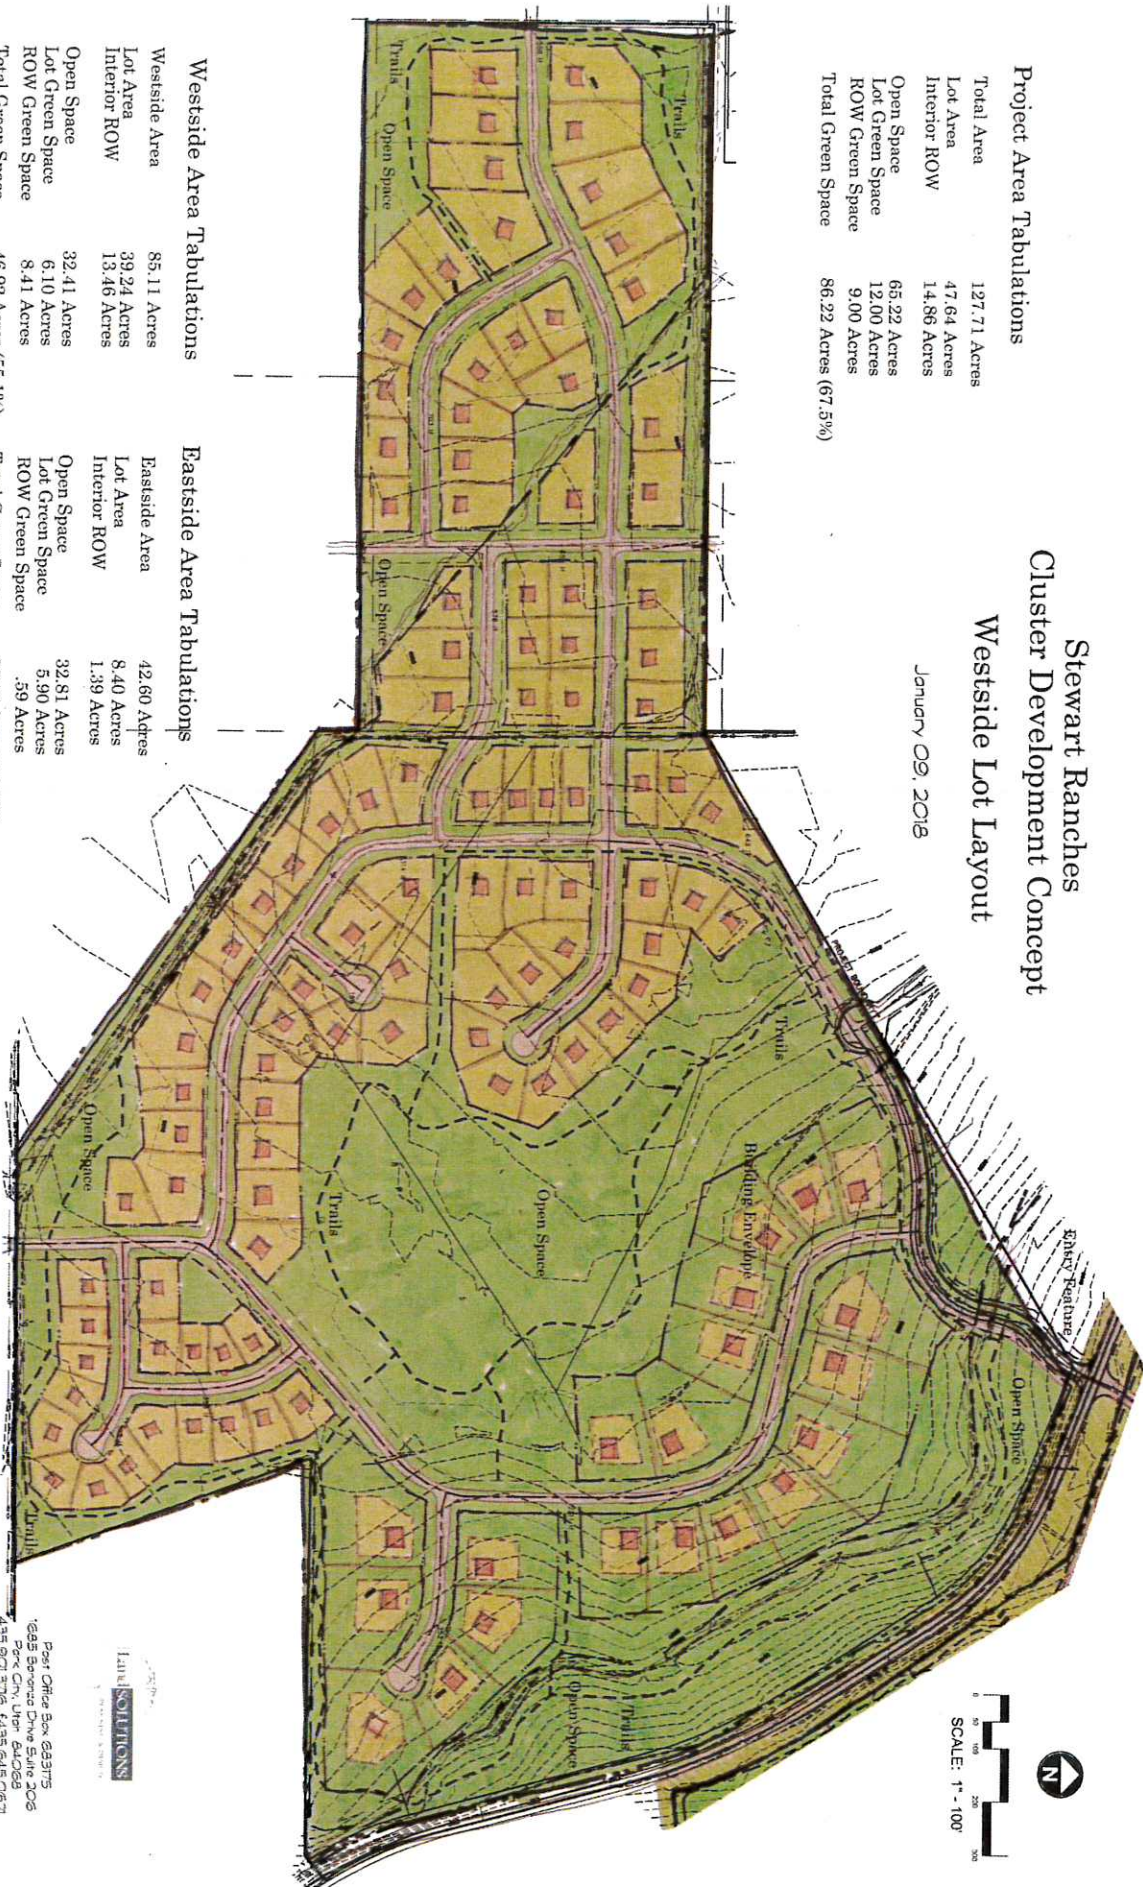 Stewart Ranches
Cluster Development Concept
Westside Lot Layout
January 09, 2018
Project Area Tabulations
Total Area 127.71 Acres
Lot Area 47.64 Acres
Interior ROW 14.86 Acres
Open Space 65.22 Acres
Lot Green Space 12.00 Acres
ROW Green Space 9.00 Acres
Total Green Space 86.22 Acres (67.5%)
Westside Area Tabulations
Westside Area 85.11 Acres
Lot Area 39.24 Acres
Interior ROW 13.46 Acres
Open Space 32.41 Acres
Lot Green Space 6.10 Acres
ROW Green Space 8.41 Acres
Eastside Area Tabulations
Eastside Area 42.60 Acres
Lot Area 8.40 Acres
Interior ROW 1.39 Acres
Open Space 32.81 Acres
Lot Green Space 5.90 Acres
ROW Green Space .59 Acres
Trails
Trails
Open Space
Open Space
Trails
Building Envelope
Open Space
Trails
Open Space
Entry Feature
Open Space
Trails
Open Space
Trails
N
SCALE: 1" - 100'
Land SOLUTIONS
Post Office Box 683175
1685 Bonanza Drive Suite 206
Park City, Utah 84068